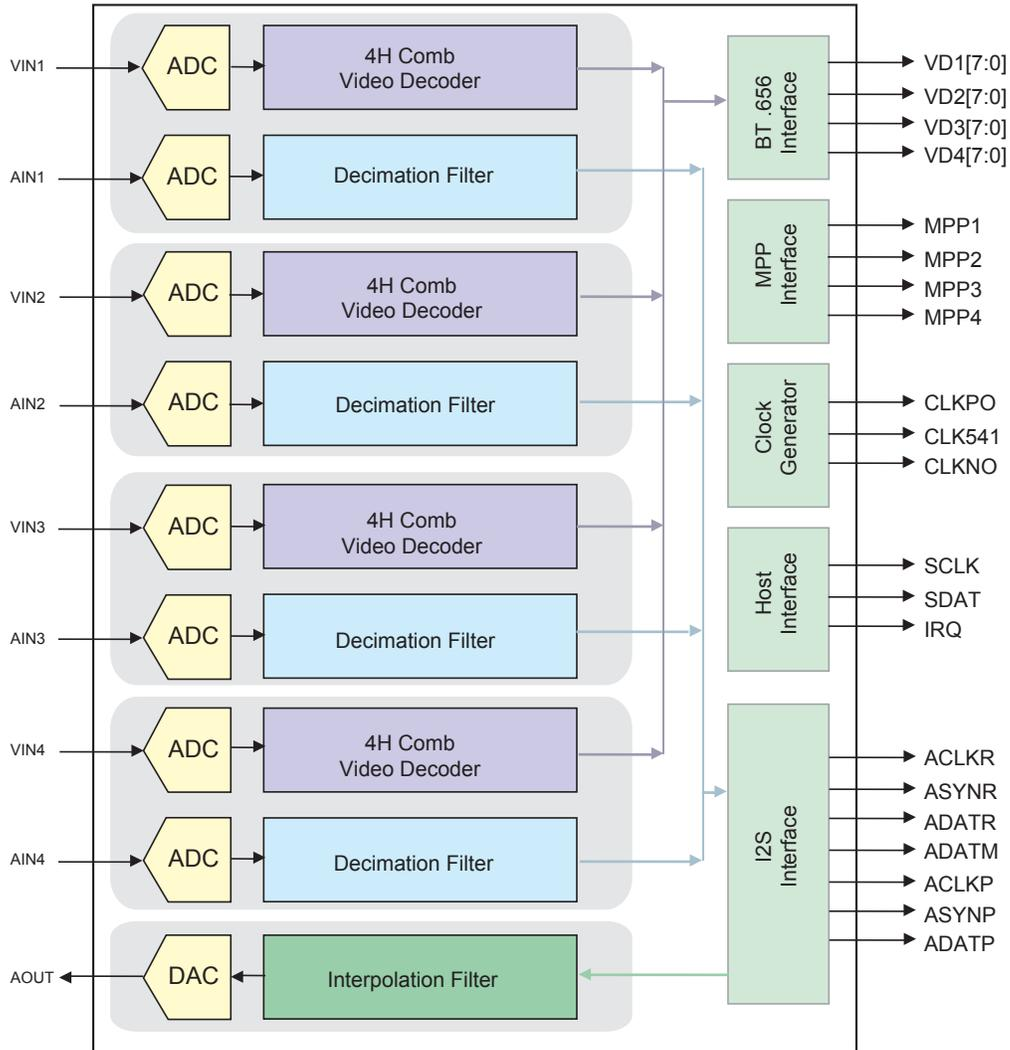 VIN1
ADC
4H Comb
Video Decoder
AIN1
ADC
Decimation Filter
VIN2
ADC
4H Comb
Video Decoder
AIN2
ADC
Decimation Filter
VIN3
ADC
4H Comb
Video Decoder
AIN3
ADC
Decimation Filter
VIN4
ADC
4H Comb
Video Decoder
AIN4
ADC
Decimation Filter
AOUT
DAC
Interpolation Filter
BT .656
Interface
VD1[7:0]
VD2[7:0]
VD3[7:0]
VD4[7:0]
MPP
Interface
MPP1
MPP2
MPP3
MPP4
Clock
Generator
CLKPO
CLK541
CLKNO
Host
Interface
SCLK
SDAT
IRQ
I2S
Interface
ACLKR
ASYNR
ADATR
ADATM
ACLKP
ASYNP
ADATP